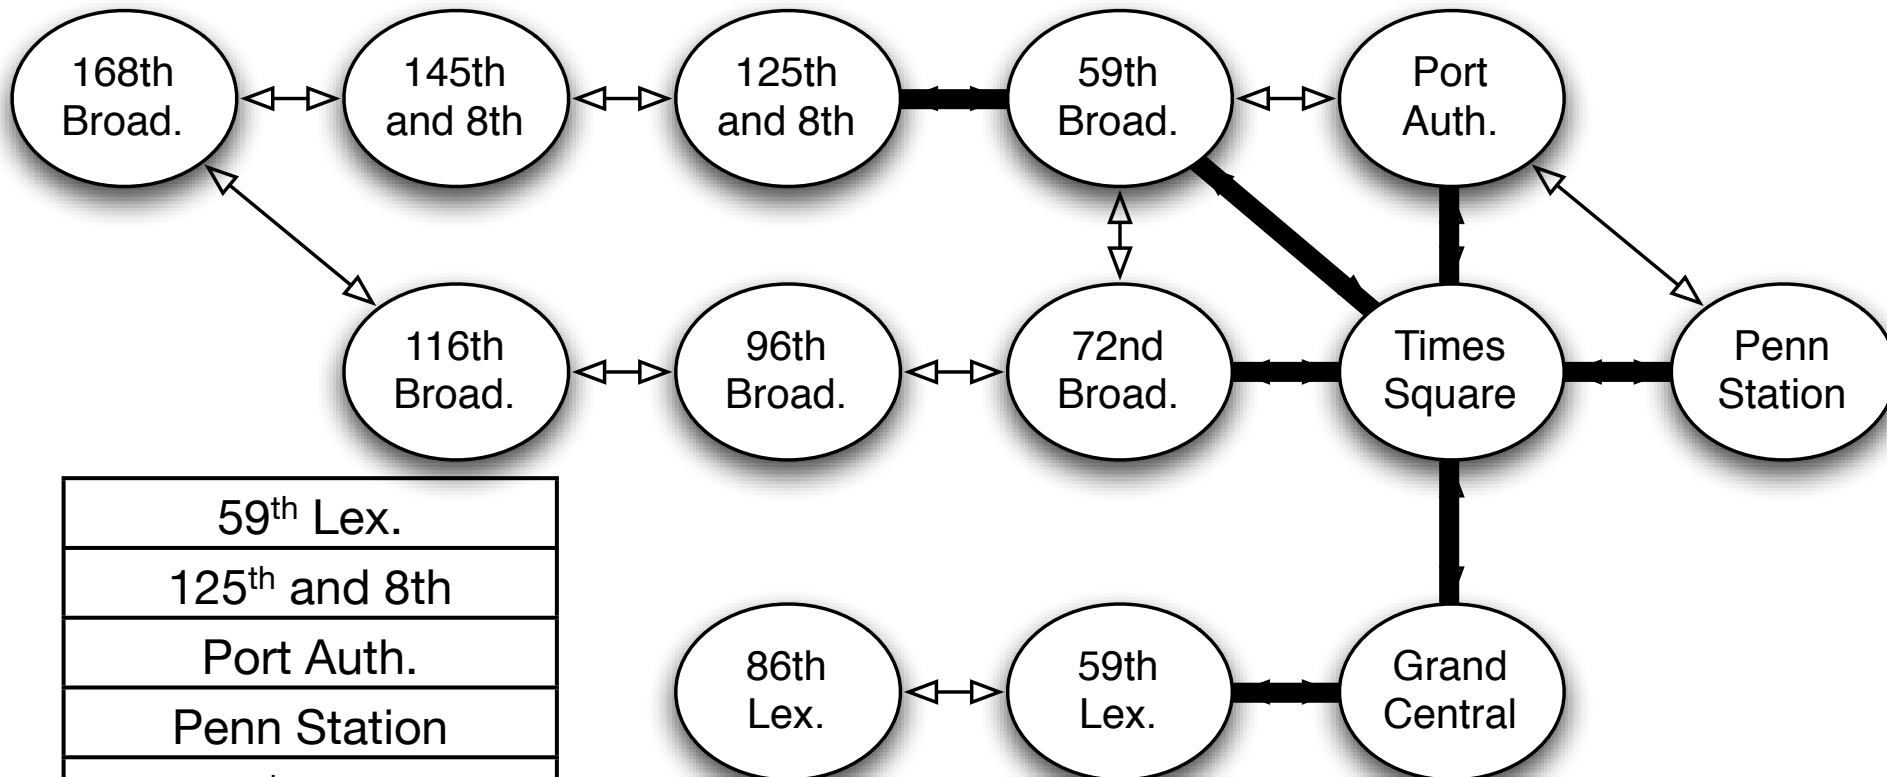 168th
Broad.
145th
and 8th
125th
and 8th
59th
Broad.
Port
Auth.
116th
Broad.
96th
Broad.
72nd
Broad.
Times
Square
Penn
Station
59th Lex.
125th and 8th
Port Auth.
Penn Station
86th
Lex.
59th
Lex.
Grand
Central